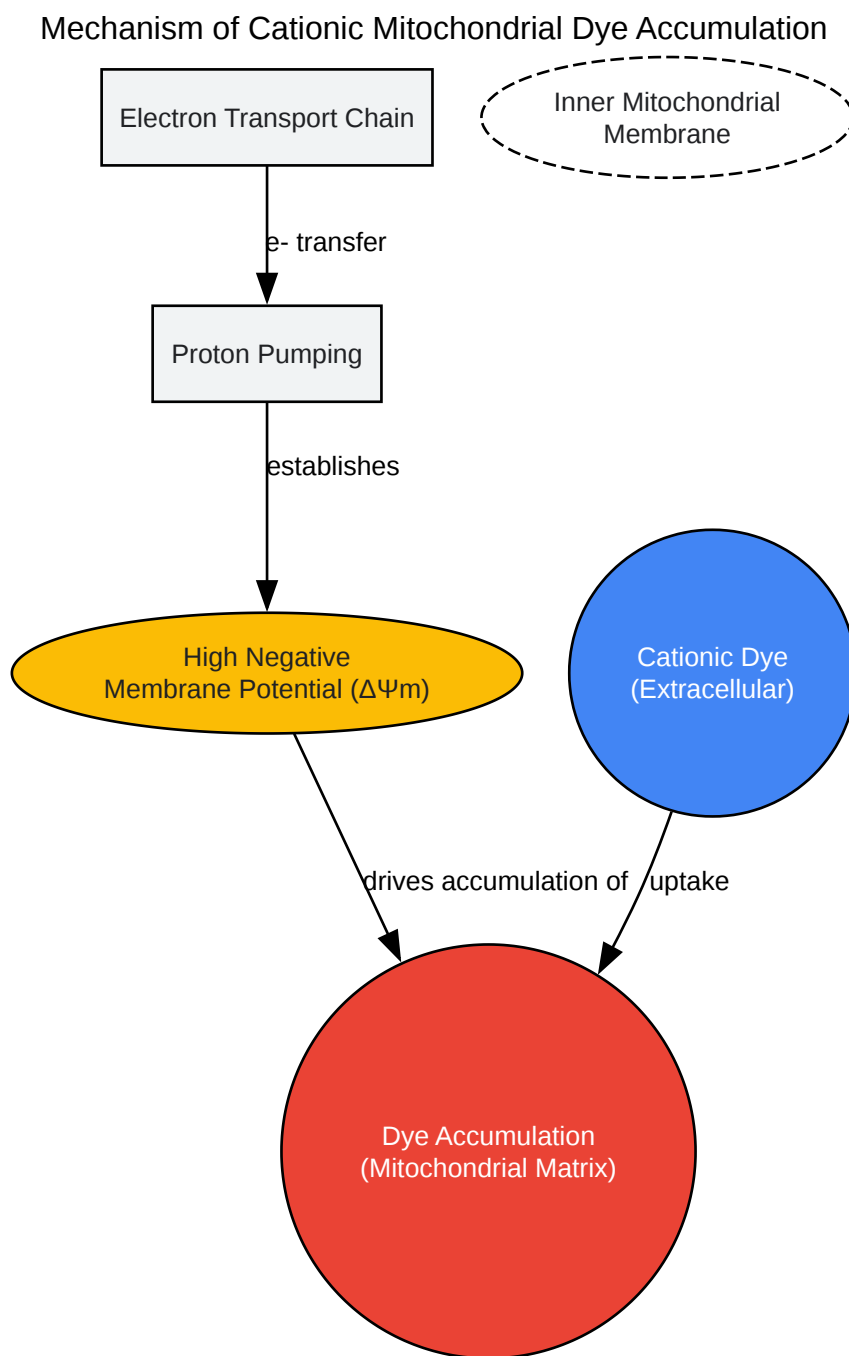 Mechanism of Cationic Mitochondrial Dye Accumulation
Electron Transport Chain
Inner Mitochondrial
Membrane
e- transfer
Proton Pumping
establishes
High Negative
Membrane Potential (ΔΨm)
Cationic Dye
(Extracellular)
drives accumulation of
uptake
Dye Accumulation
(Mitochondrial Matrix)